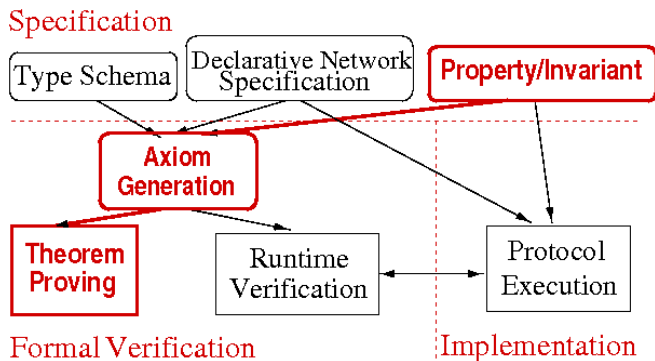 Specification
Type Schema
Declarative Network
Specification
Property/Invariant
Axiom
Generation
Theorem
Proving
Runtime
Verification
Protocol
Execution
Formal Verification
Implementation